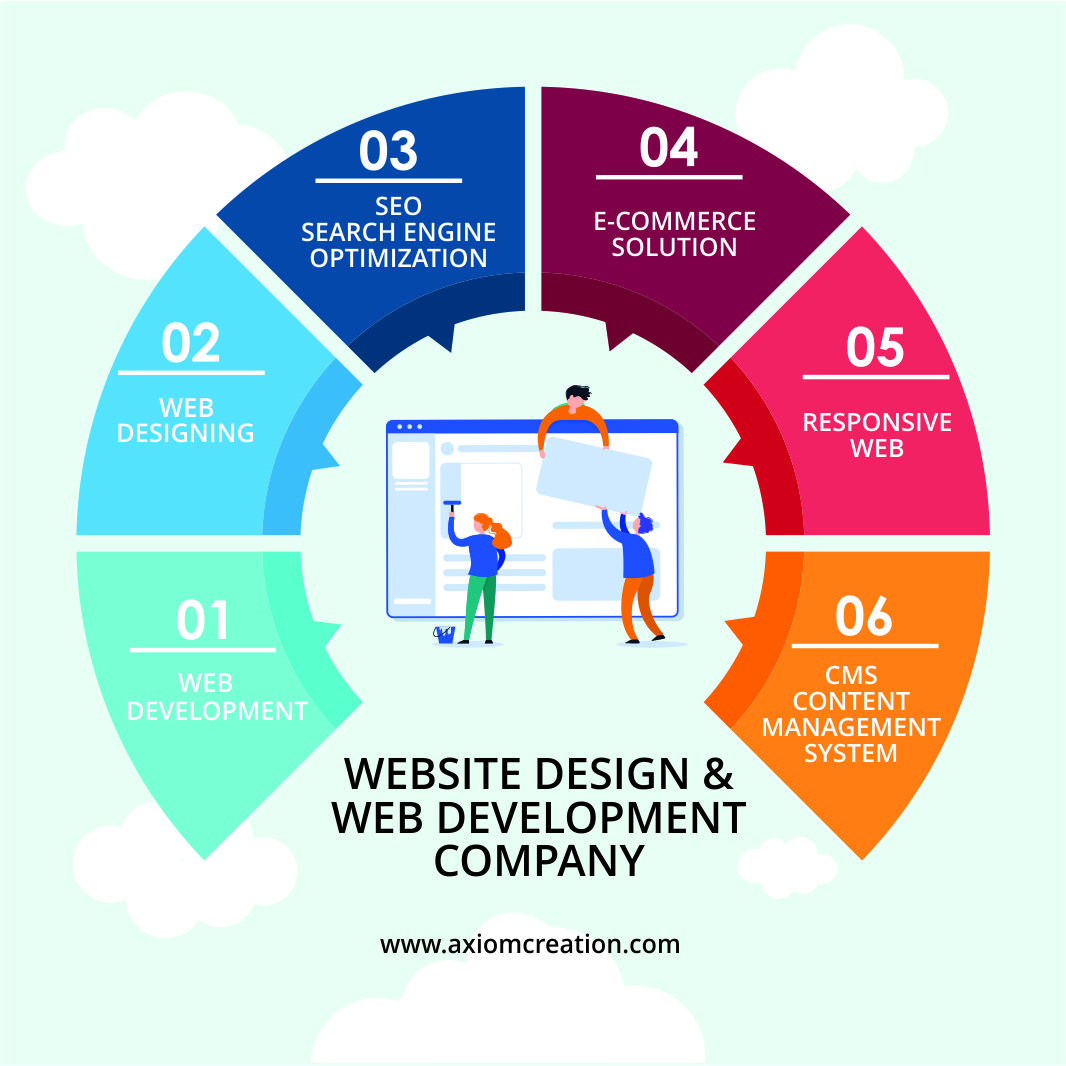 01
WEB
DEVELOPMENT
02
WEB
DESIGNING
03
SEO
SEARCH ENGINE
OPTIMIZATION
04
E-COMMERCE
SOLUTION
05
RESPONSIVE
WEB
06
CMS
CONTENT
MANAGEMENT
SYSTEM
WEBSITE DESIGN &
WEB DEVELOPMENT
COMPANY
www.axiomcreation.com